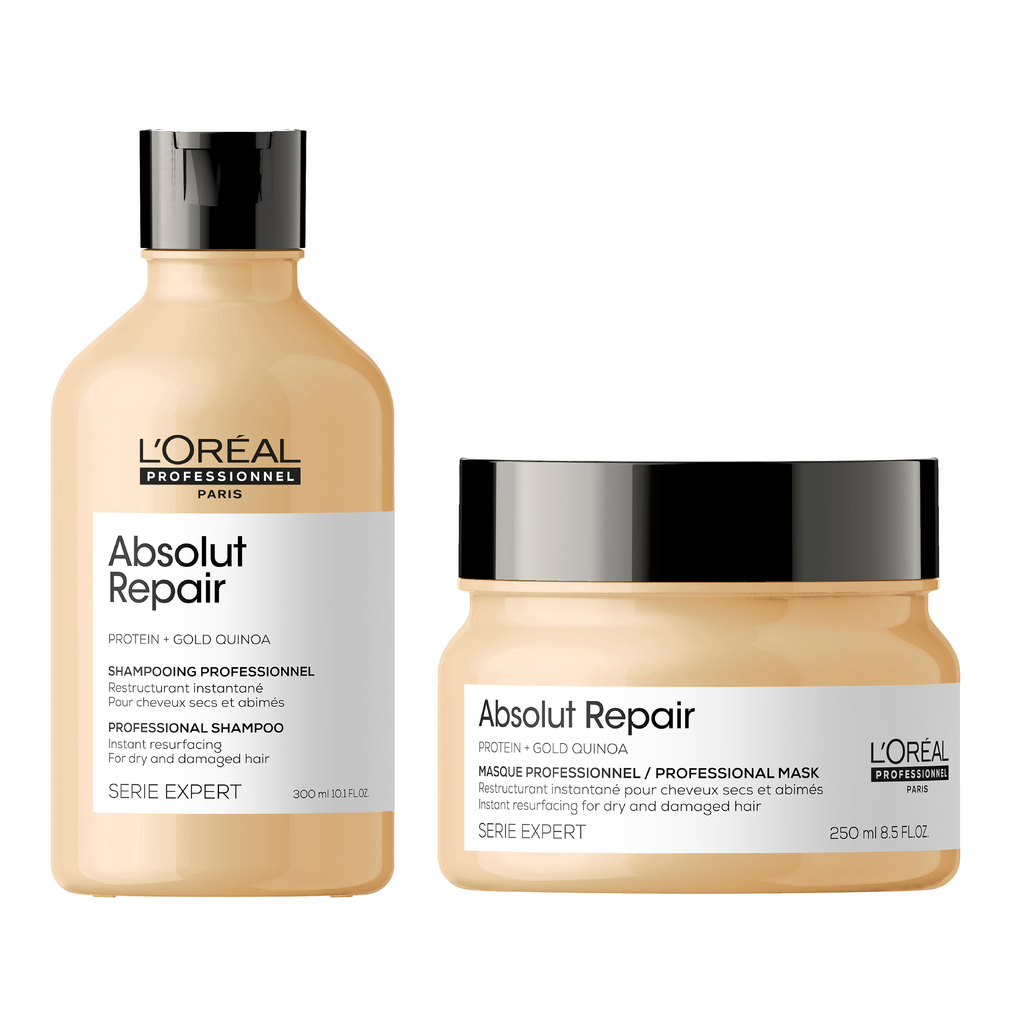 L'ORÉAL
PROFESSIONNEL
PARIS
Absolut
Repair
PROTEIN + GOLD QUINOA
SHAMPOOING PROFESSIONNEL
Restructurant instantané
Pour cheveux secs et abimés
PROFESSIONAL SHAMPOO
Instant resurfacing
For dry and damaged hair
SERIE EXPERT 300 ml 10.1 FL.OZ.
Absolut Repair
PROTEIN + GOLD QUINOA
MASQUE PROFESSIONNEL / PROFESSIONAL MASK
Restructurant instantané pour cheveux secs et abimés
Instant resurfacing for dry and damaged hair
SERIE EXPERT
L'ORÉAL
PROFESSIONNEL
PARIS
250 ml 8.5 FL.OZ.